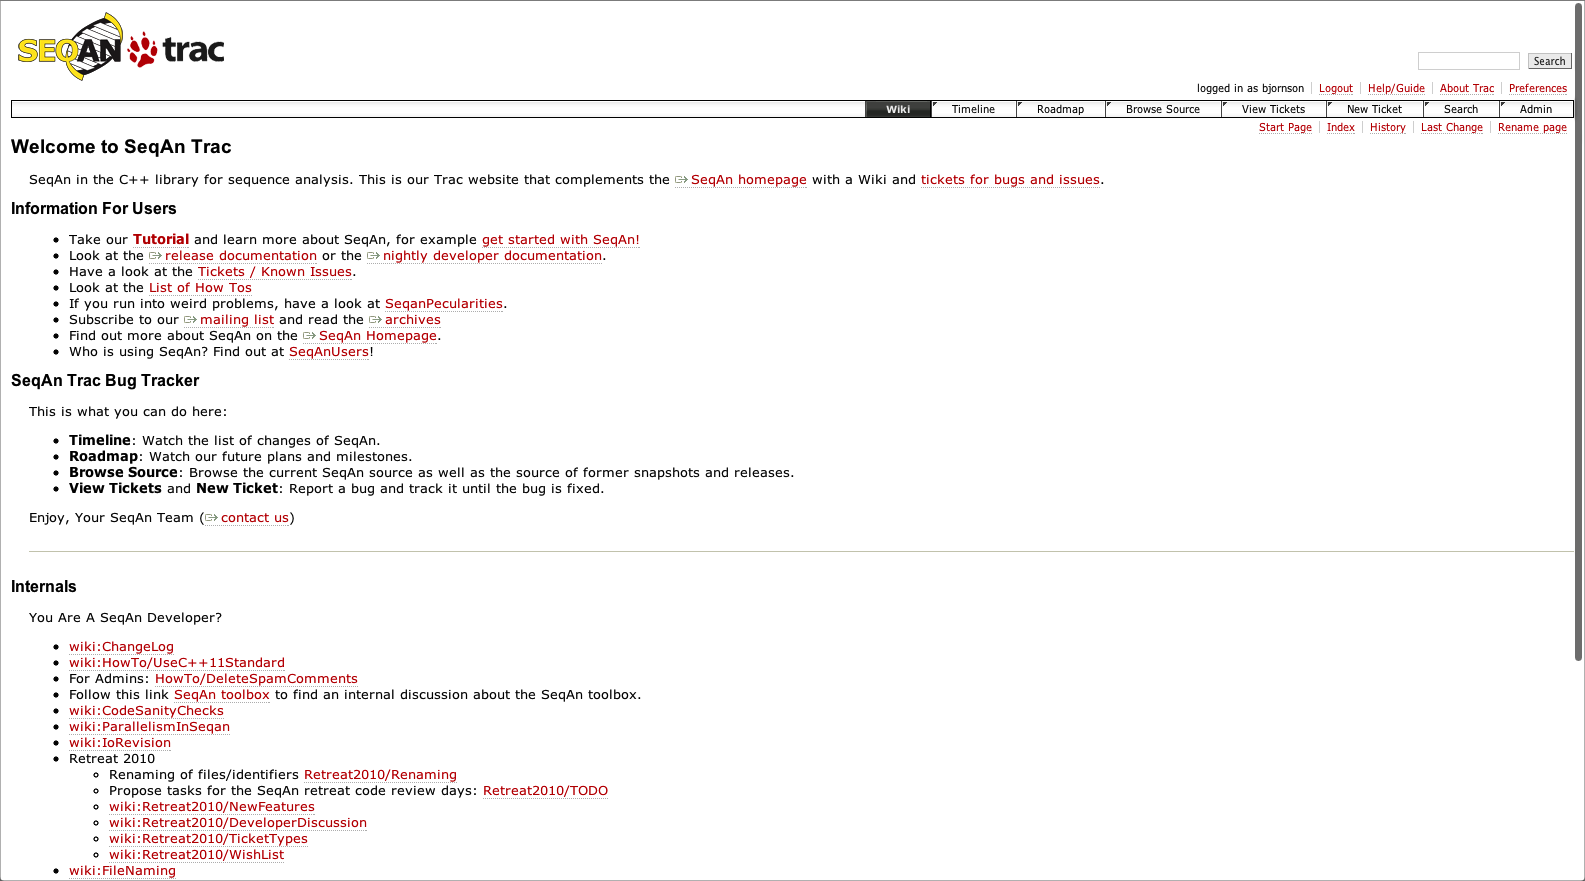 SEQAN trac
Search
logged in as bjornson Logout Help/Guide About Trac Preferences
Wiki Timeline Roadmap Browse Source View Tickets New Ticket Search Admin
Start Page Index History Last Change Rename page
Welcome to SeqAn Trac
SeqAn in the C++ library for sequence analysis. This is our Trac website that complements the SeqAn homepage with a Wiki and tickets for bugs and issues.
Information For Users
Take our Tutorial and learn more about SeqAn, for example get started with SeqAn!
Look at the release documentation or the nightly developer documentation.
Have a look at the Tickets / Known Issues.
Look at the List of How Tos
If you run into weird problems, have a look at SeqanPecularities.
Subscribe to our mailing list and read the archives
Find out more about SeqAn on the SeqAn Homepage.
Who is using SeqAn? Find out at SeqAnUsers!
SeqAn Trac Bug Tracker
This is what you can do here:
Timeline: Watch the list of changes of SeqAn.
Roadmap: Watch our future plans and milestones.
Browse Source: Browse the current SeqAn source as well as the source of former snapshots and releases.
View Tickets and New Ticket: Report a bug and track it until the bug is fixed.
Enjoy, Your SeqAn Team (contact us)
Internals
You Are A SeqAn Developer?
wiki:ChangeLog
wiki:HowTo/UseC++11Standard
For Admins: HowTo/DeleteSpamComments
Follow this link SeqAn toolbox to find an internal discussion about the SeqAn toolbox.
wiki:CodeSanityChecks
wiki:ParallelismInSeqan
wiki:IoRevision
Retreat 2010
Renaming of files/identifiers Retreat2010/Renaming
Propose tasks for the SeqAn retreat code review days: Retreat2010/TODO
wiki:Retreat2010/NewFeatures
wiki:Retreat2010/DeveloperDiscussion
wiki:Retreat2010/TicketTypes
wiki:Retreat2010/WishList
wiki:FileNaming